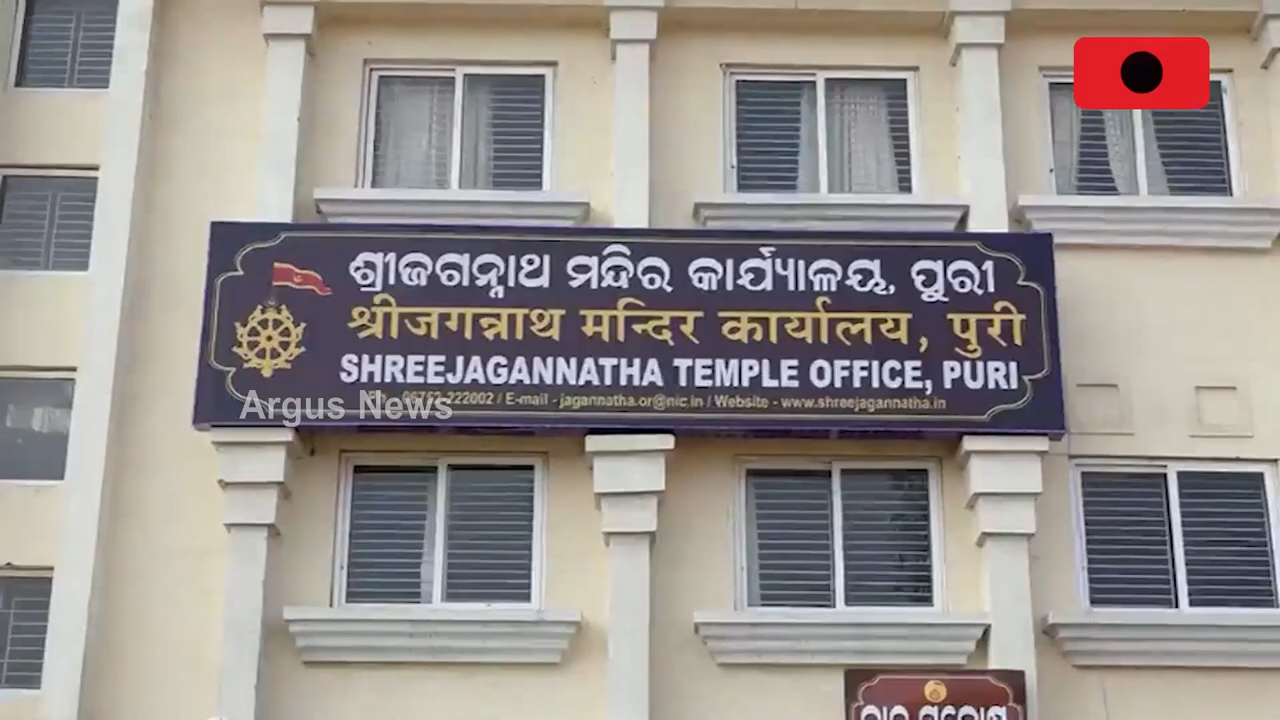 ଶ୍ରୀଜଗନ୍ନାଥ ମନ୍ଦିର କାର୍ଯ୍ୟାଳୟ, ପୁରୀ
श्रीजगन्नाथ मन्दिर कार्यालय, पुरी
SHREEJAGANNATHA TEMPLE OFFICE, PURI
06752-222002 / E-mail - jagannatha.or@nic.in / Website - www.shreejagannatha.in
Argus News